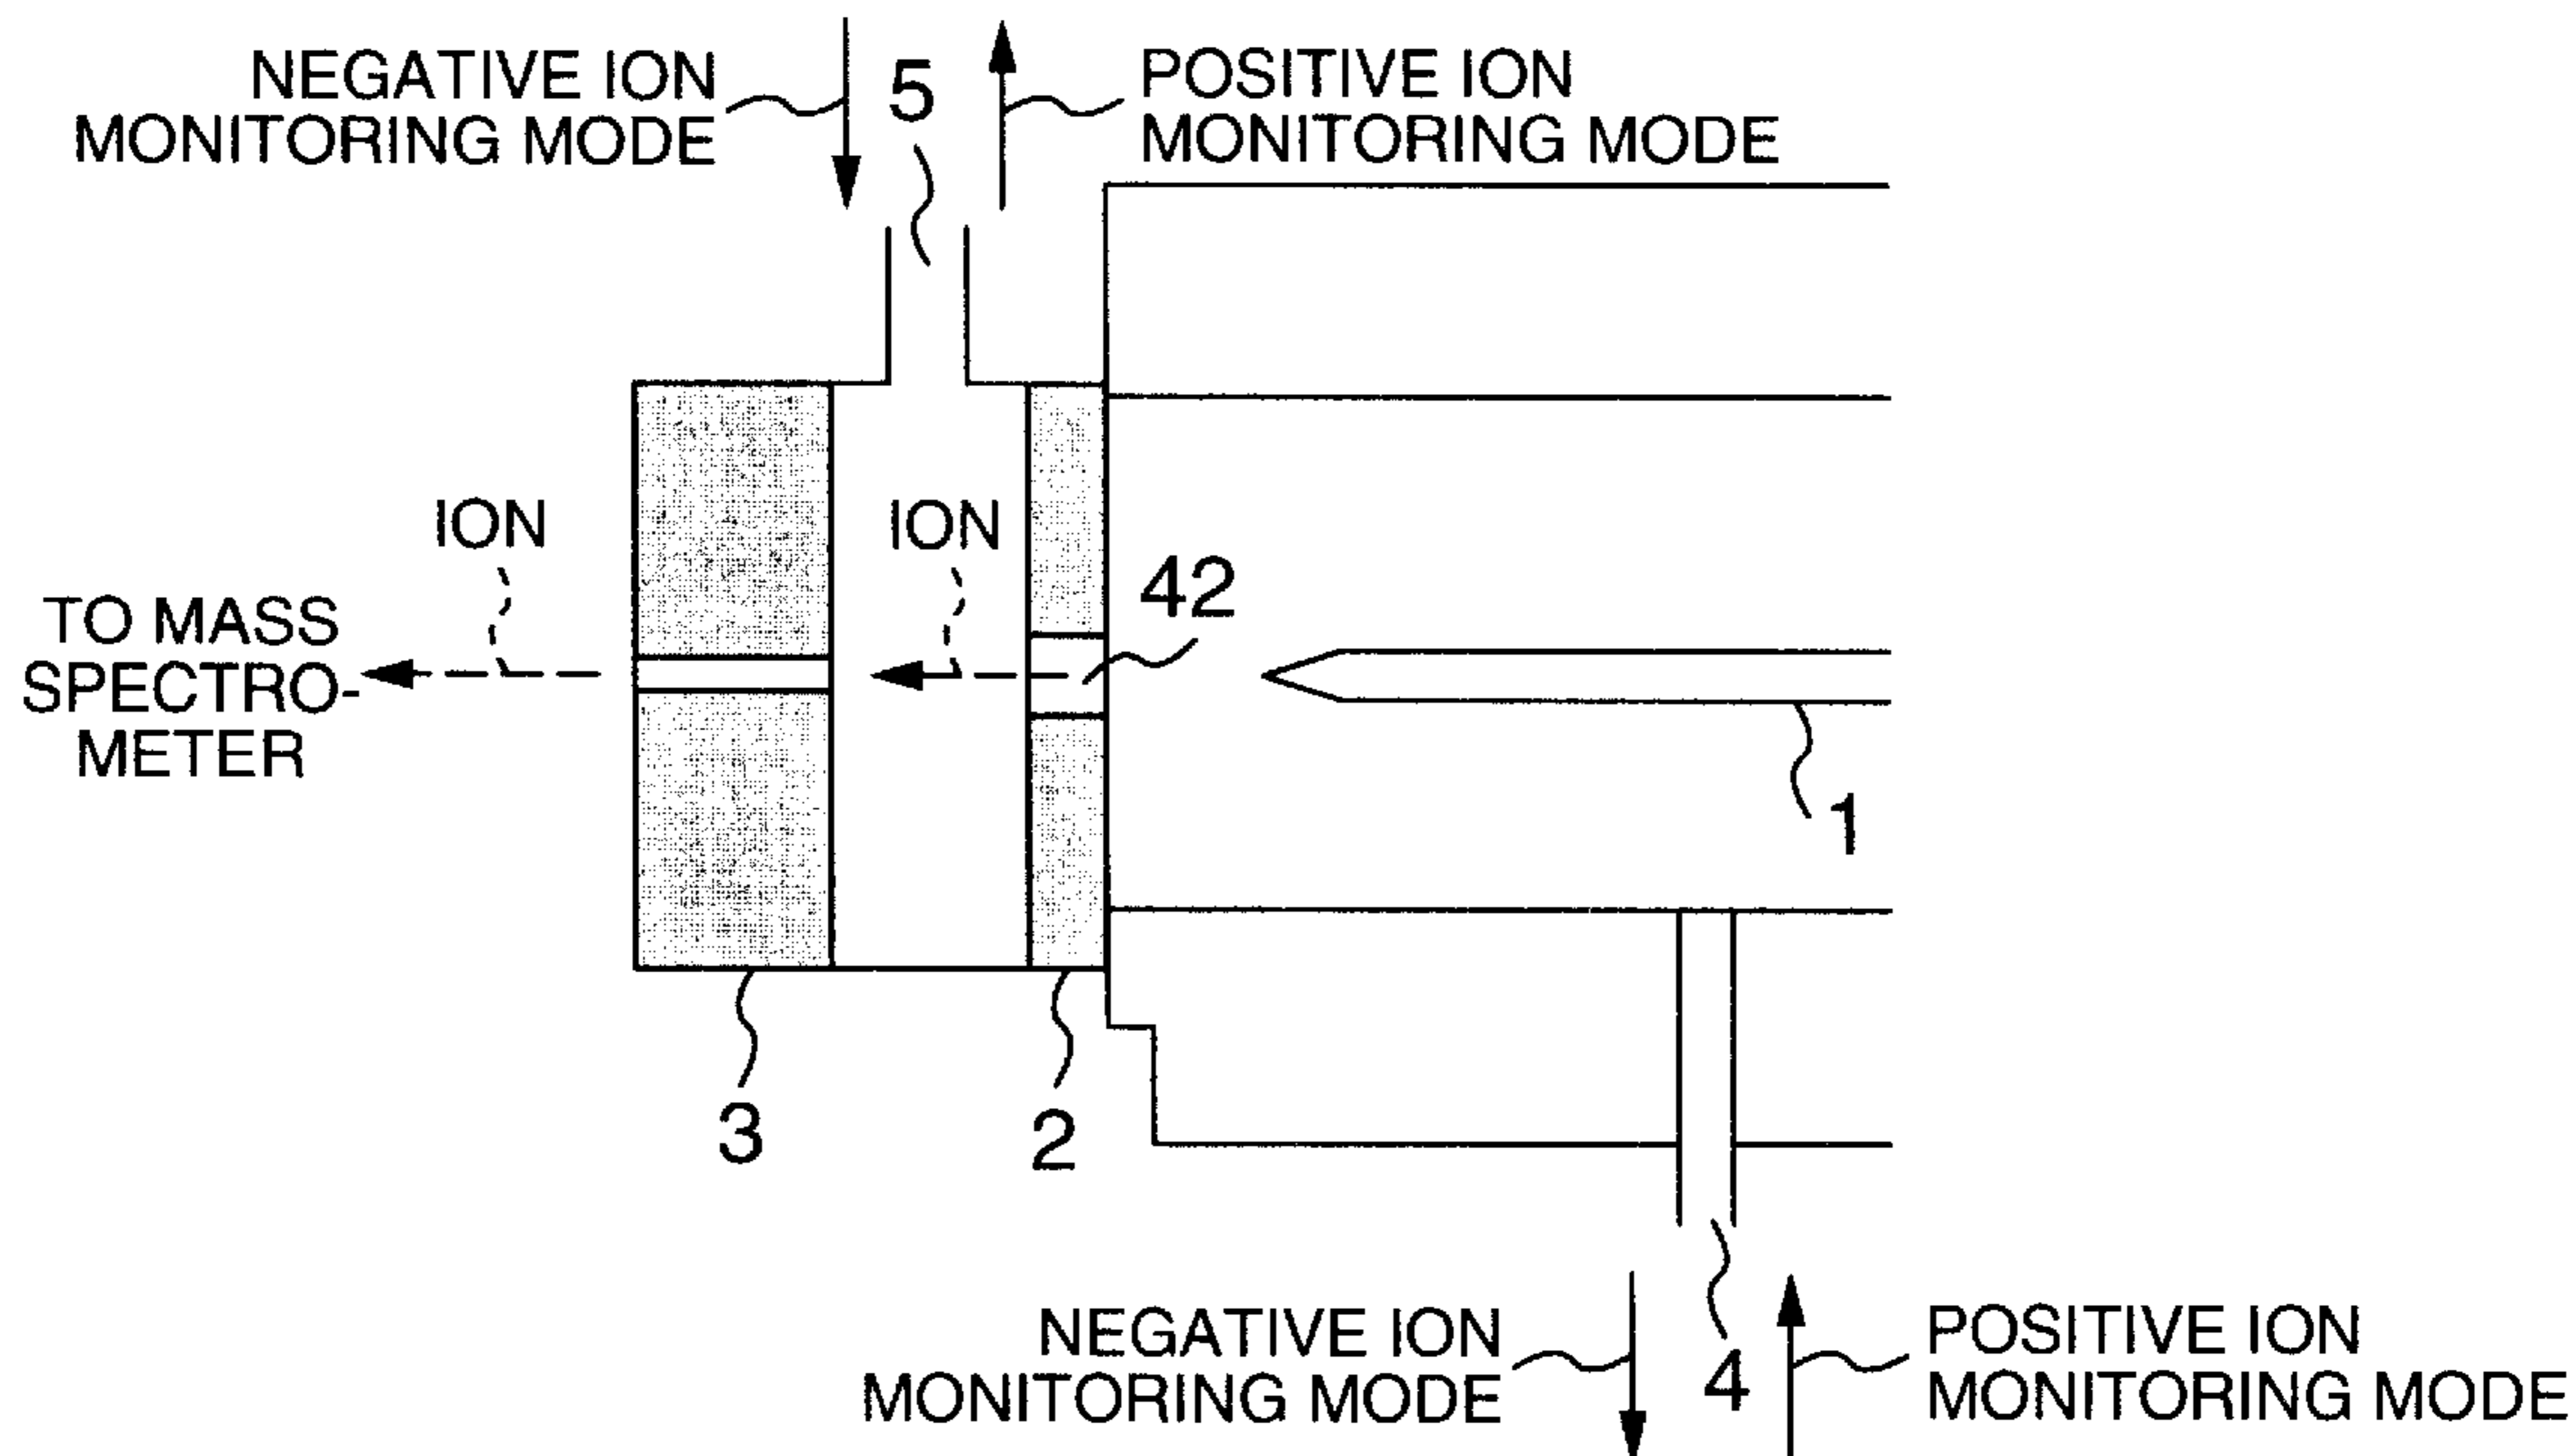 NEGATIVE ION
MONITORING MODE
5
POSITIVE ION
MONITORING MODE
ION
ION
42
TO MASS
SPECTRO-
METER
1
3
2
NEGATIVE ION
MONITORING MODE
4
POSITIVE ION
MONITORING MODE